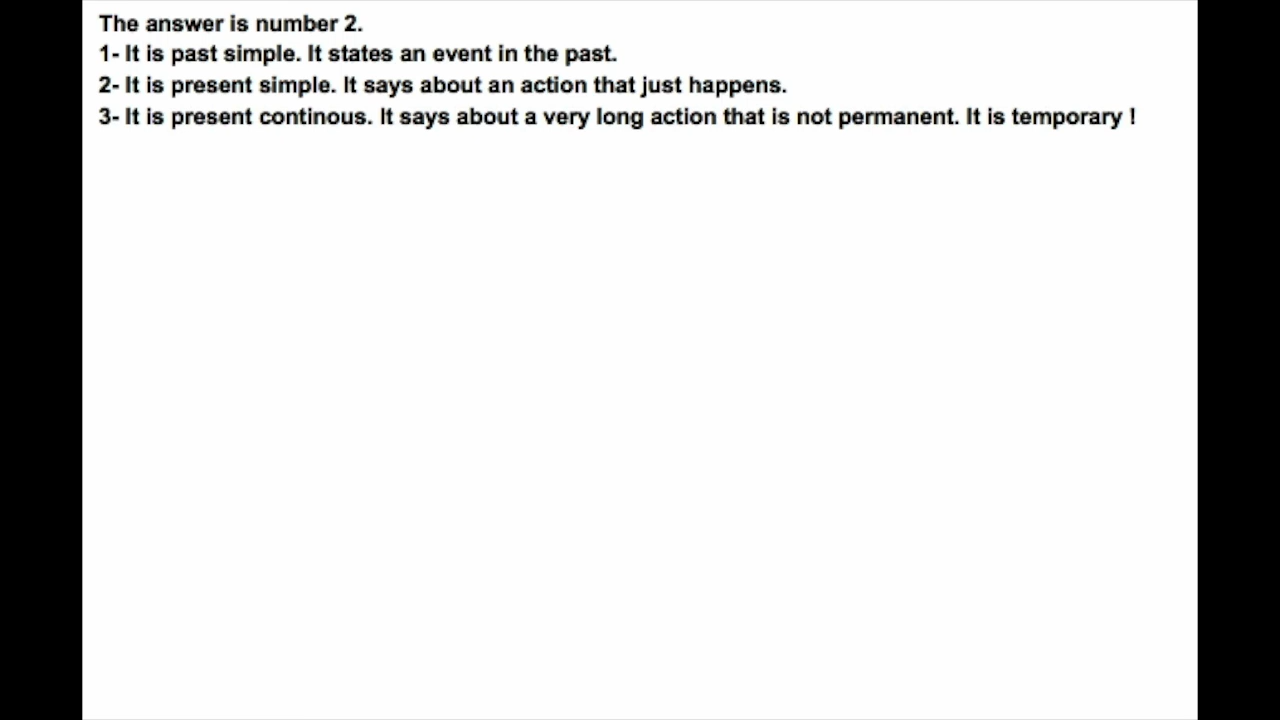 The answer is number 2.
1- It is past simple. It states an event in the past.
2- It is present simple. It says about an action that just happens.
3- It is present continous. It says about a very long action that is not permanent. It is temporary !